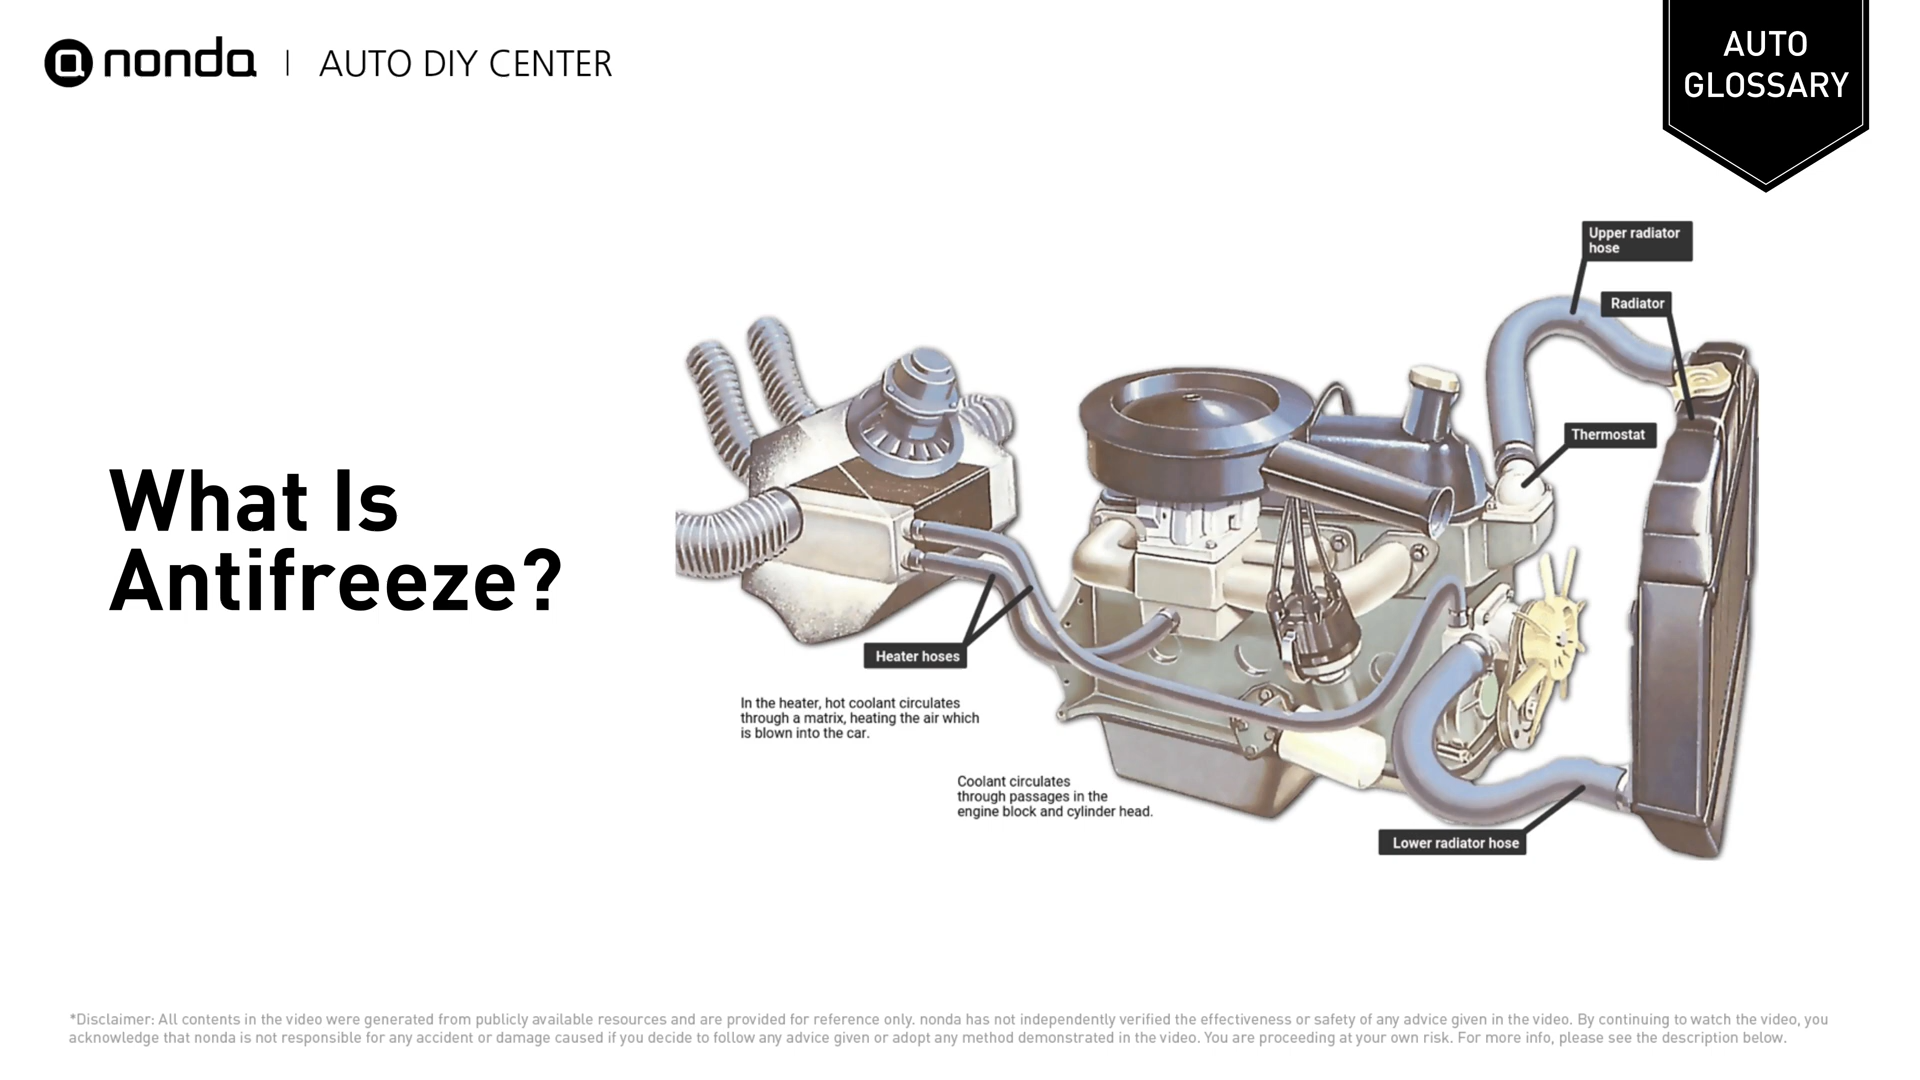 nonda | AUTO DIY CENTER
AUTO
GLOSSARY
What Is
Antifreeze?
Upper radiator
hose
Radiator
Thermostat
Heater hoses
In the heater, hot coolant circulates
through a matrix, heating the air which
is blown into the car.
Coolant circulates
through passages in the
engine block and cylinder head.
Lower radiator hose
*Disclaimer: All contents in the video were generated from publicly available resources and are provided for reference only. nonda has not independently verified the effectiveness or safety of any advice given in the video. By continuing to watch the video, you
acknowledge that nonda is not responsible for any accident or damage caused if you decide to follow any advice given or adopt any method demonstrated in the video. You are proceeding at your own risk. For more info, please see the description below.